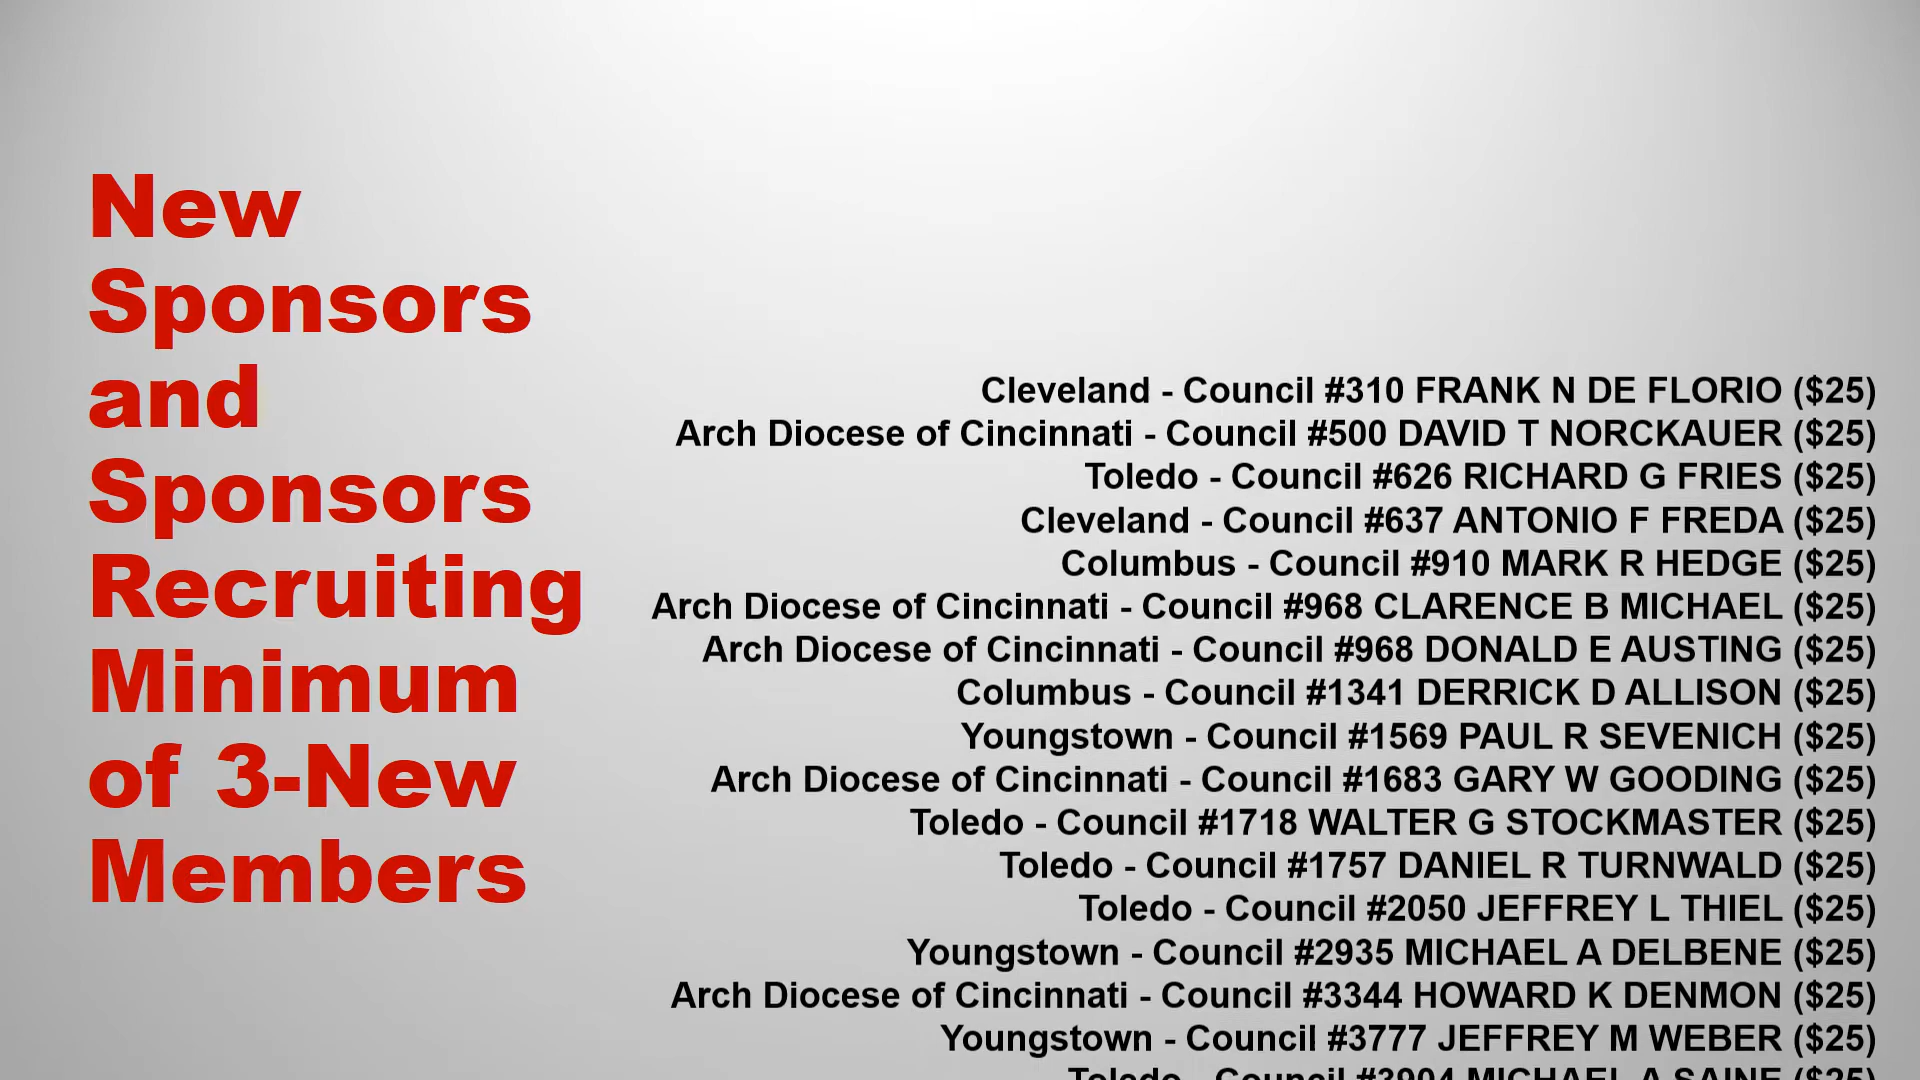 New
Sponsors
and
Sponsors
Recruiting
Minimum
of 3-New
Members
Cleveland - Council #310 FRANK N DE FLORIO ($25)
Arch Diocese of Cincinnati - Council #500 DAVID T NORCKAUER ($25)
Toledo - Council #626 RICHARD G FRIES ($25)
Cleveland - Council #637 ANTONIO F FREDA ($25)
Columbus - Council #910 MARK R HEDGE ($25)
Arch Diocese of Cincinnati - Council #968 CLARENCE B MICHAEL ($25)
Arch Diocese of Cincinnati - Council #968 DONALD E AUSTING ($25)
Columbus - Council #1341 DERRICK D ALLISON ($25)
Youngstown - Council #1569 PAUL R SEVENICH ($25)
Arch Diocese of Cincinnati - Council #1683 GARY W GOODING ($25)
Toledo - Council #1718 WALTER G STOCKMASTER ($25)
Toledo - Council #1757 DANIEL R TURNWALD ($25)
Toledo - Council #2050 JEFFREY L THIEL ($25)
Youngstown - Council #2935 MICHAEL A DELBENE ($25)
Arch Diocese of Cincinnati - Council #3344 HOWARD K DENMON ($25)
Youngstown - Council #3777 JEFFREY M WEBER ($25)
Toledo - Council #3904 MICHAEL A SAINE ($25)